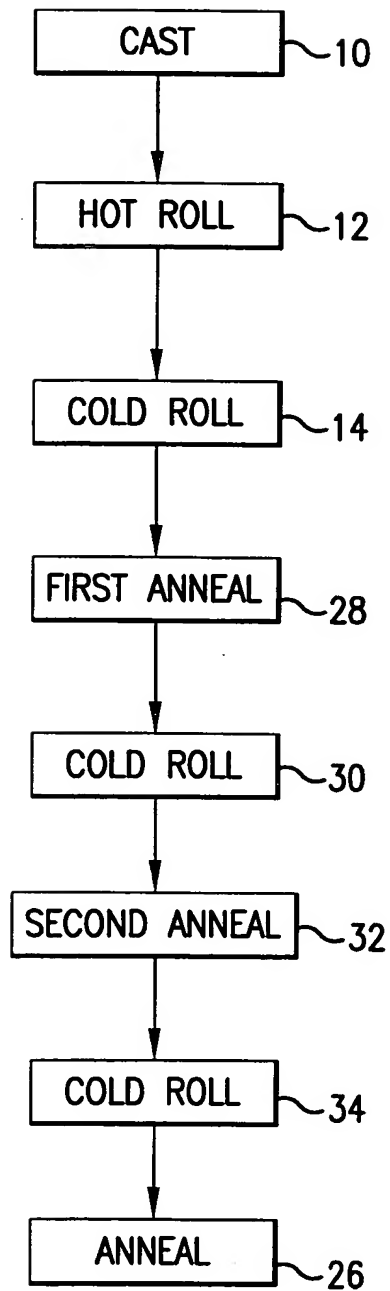 CAST 10
HOT ROLL 12
COLD ROLL 14
FIRST ANNEAL 28
COLD ROLL 30
SECOND ANNEAL 32
COLD ROLL 34
ANNEAL 26